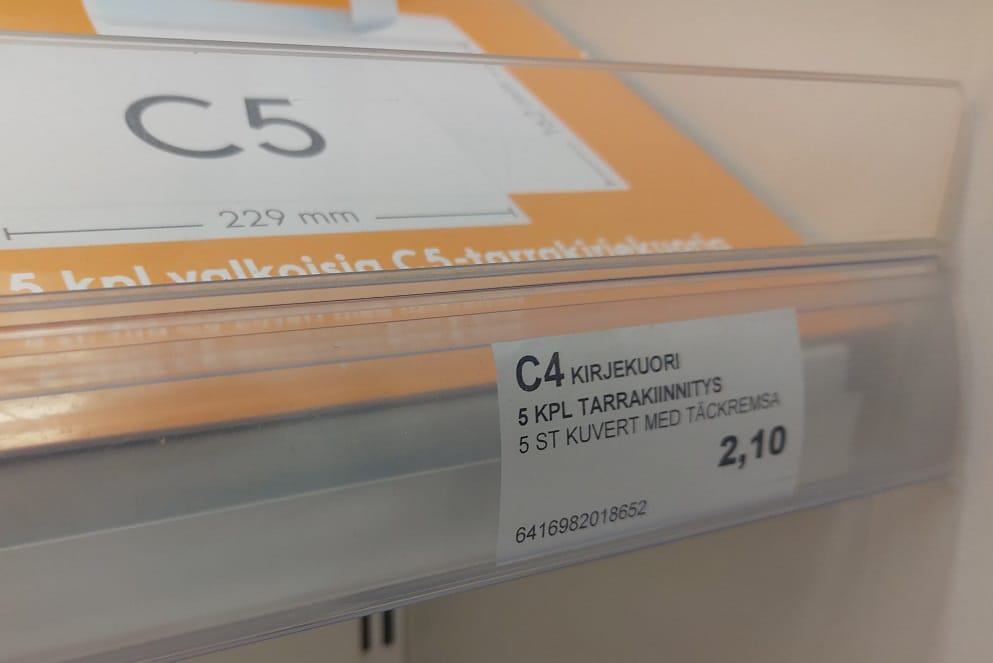 C5
229 mm
5 kpl valkoisia C5-tarrakirjekuoria
C4 KIRJEKUORI
5 KPL TARRAKIINNITYS
5 ST KUVERT MED TÄCKREMSA
2,10
6416982018652